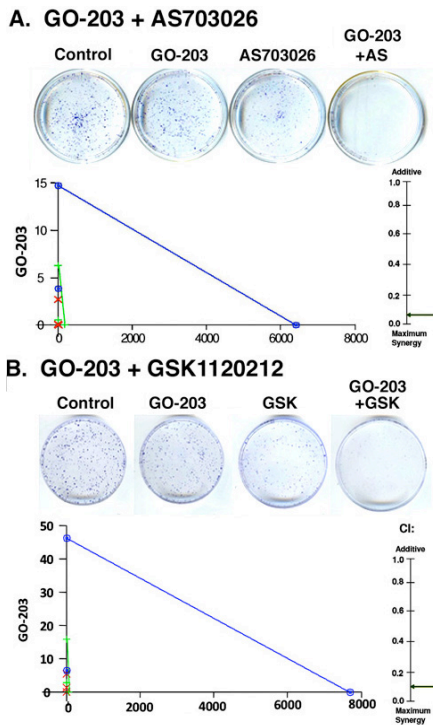 A. GO-203 + AS703026
Control GO-203 AS703026 GO-203
+AS
15
10
5
0
GO-203
0 2000 4000 6000 8000
Additive
1.0
0.8
0.6
0.4
0.2
0.0
Maximum
Synergy
B. GO-203 + GSK1120212
Control GO-203 GSK GO-203
+GSK
50
40
30
20
10
0
GO-203
0 2000 4000 6000 8000
CI:
Additive
1.0
0.8
0.6
0.4
0.2
0.0
Maximum
Synergy